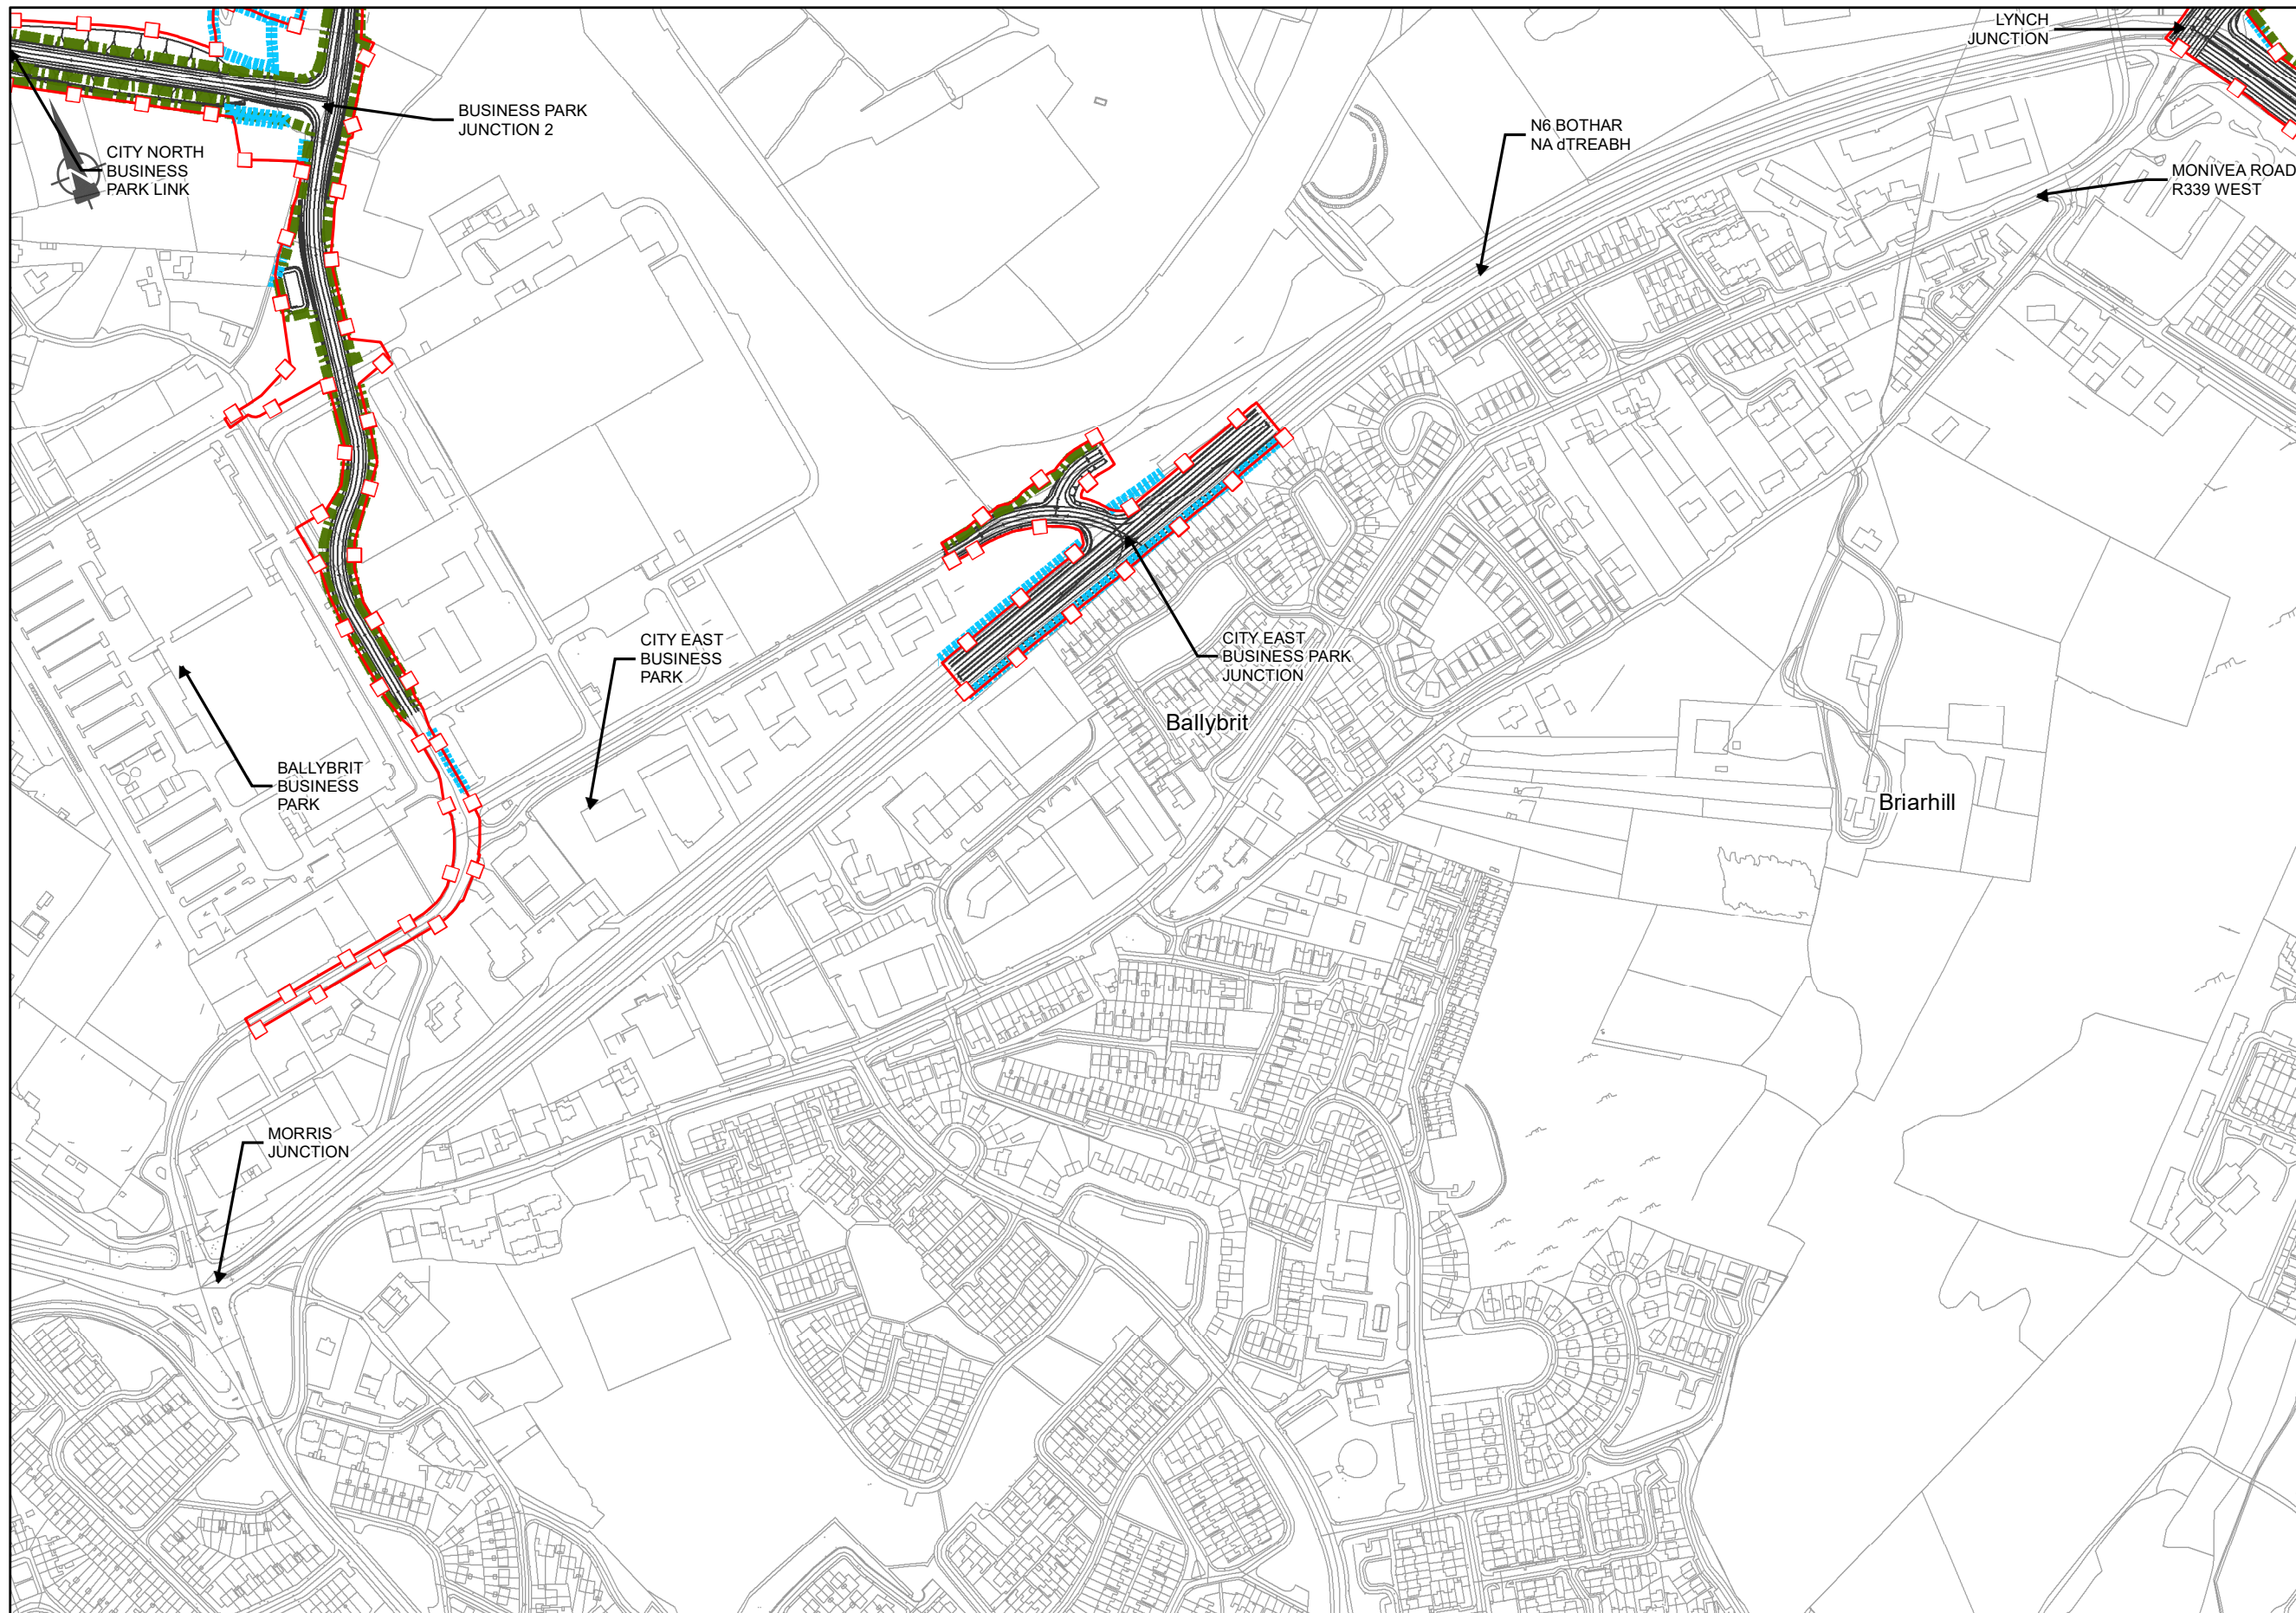 LYNCH
JUNCTION
BUSINESS PARK
JUNCTION 2
N6 BOTHAR
NA dTREABH
CITY NORTH
BUSINESS
PARK LINK
MONIVEA ROAD
R339 WEST
CITY EAST
BUSINESS
PARK
CITY EAST
BUSINESS PARK
JUNCTION
Ballybrit
BALLYBRIT
BUSINESS
PARK
Briarhill
MORRIS
JUNCTION